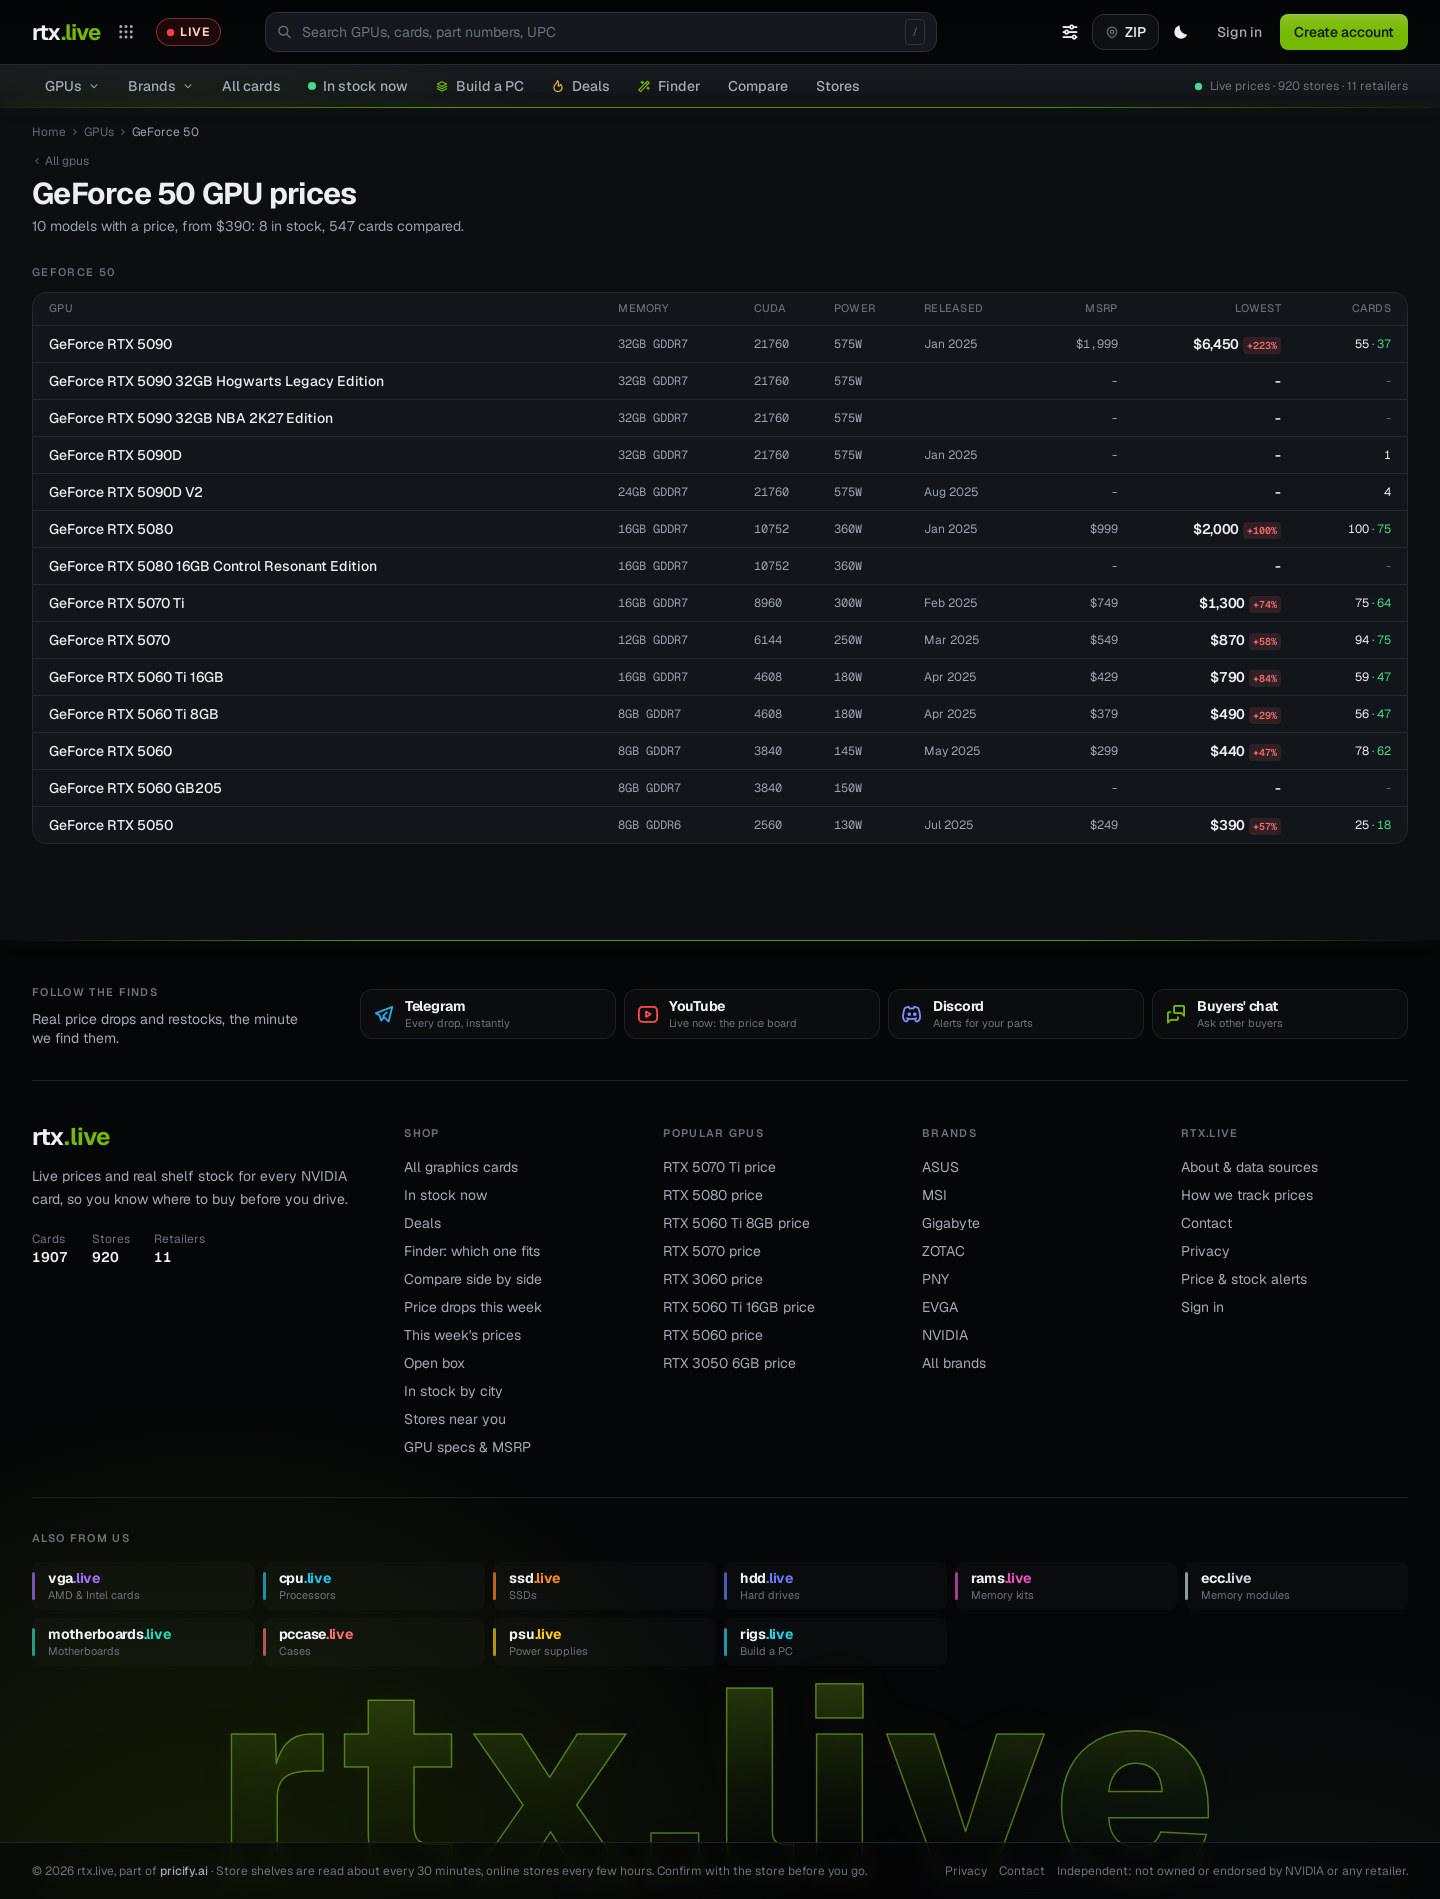 rtx.live
LIVE
Search GPUs, cards, part numbers, UPC
/
ZIP
Sign in
Create account
GPUs
Brands
All cards
In stock now
Build a PC
Deals
Finder
Compare
Stores
Live prices · 920 stores · 11 retailers
Home › GPUs › GeForce 50
‹ All gpus
GeForce 50 GPU prices
10 models with a price, from $390: 8 in stock, 547 cards compared.
GEFORCE 50
GPU MEMORY CUDA POWER RELEASED MSRP LOWEST CARDS
GeForce RTX 5090 32GB GDDR7 21760 575W Jan 2025 $1,999 $6,450 +223% 55 · 37
GeForce RTX 5090 32GB Hogwarts Legacy Edition 32GB GDDR7 21760 575W - - -
GeForce RTX 5090 32GB NBA 2K27 Edition 32GB GDDR7 21760 575W - - -
GeForce RTX 5090D 32GB GDDR7 21760 575W Jan 2025 - - 1
GeForce RTX 5090D V2 24GB GDDR7 21760 575W Aug 2025 - - 4
GeForce RTX 5080 16GB GDDR7 10752 360W Jan 2025 $999 $2,000 +100% 100 · 75
GeForce RTX 5080 16GB Control Resonant Edition 16GB GDDR7 10752 360W - - -
GeForce RTX 5070 Ti 16GB GDDR7 8960 300W Feb 2025 $749 $1,300 +74% 75 · 64
GeForce RTX 5070 12GB GDDR7 6144 250W Mar 2025 $549 $870 +58% 94 · 75
GeForce RTX 5060 Ti 16GB 16GB GDDR7 4608 180W Apr 2025 $429 $790 +84% 59 · 47
GeForce RTX 5060 Ti 8GB 8GB GDDR7 4608 180W Apr 2025 $379 $490 +29% 56 · 47
GeForce RTX 5060 8GB GDDR7 3840 145W May 2025 $299 $440 +47% 78 · 62
GeForce RTX 5060 GB205 8GB GDDR7 3840 150W - - -
GeForce RTX 5050 8GB GDDR6 2560 130W Jul 2025 $249 $390 +57% 25 · 18
FOLLOW THE FINDS
Real price drops and restocks, the minute
we find them.
Telegram
Every drop, instantly
YouTube
Live now: the price board
Discord
Alerts for your parts
Buyers' chat
Ask other buyers
rtx.live
Live prices and real shelf stock for every NVIDIA
card, so you know where to buy before you drive.
Cards Stores Retailers
1907 920 11
SHOP
All graphics cards
In stock now
Deals
Finder: which one fits
Compare side by side
Price drops this week
This week's prices
Open box
In stock by city
Stores near you
GPU specs & MSRP
POPULAR GPUS
RTX 5070 Ti price
RTX 5080 price
RTX 5060 Ti 8GB price
RTX 5070 price
RTX 3060 price
RTX 5060 Ti 16GB price
RTX 5060 price
RTX 3050 6GB price
BRANDS
ASUS
MSI
Gigabyte
ZOTAC
PNY
EVGA
NVIDIA
All brands
RTX.LIVE
About & data sources
How we track prices
Contact
Privacy
Price & stock alerts
Sign in
ALSO FROM US
vga.live
AMD & Intel cards
cpu.live
Processors
ssd.live
SSDs
hdd.live
Hard drives
rams.live
Memory kits
ecc.live
Memory modules
motherboards.live
Motherboards
pccase.live
Cases
psu.live
Power supplies
rigs.live
Build a PC
rtx.live
© 2026 rtx.live, part of pricify.ai · Store shelves are read about every 30 minutes, online stores every few hours. Confirm with the store before you go.
Privacy Contact Independent: not owned or endorsed by NVIDIA or any retailer.